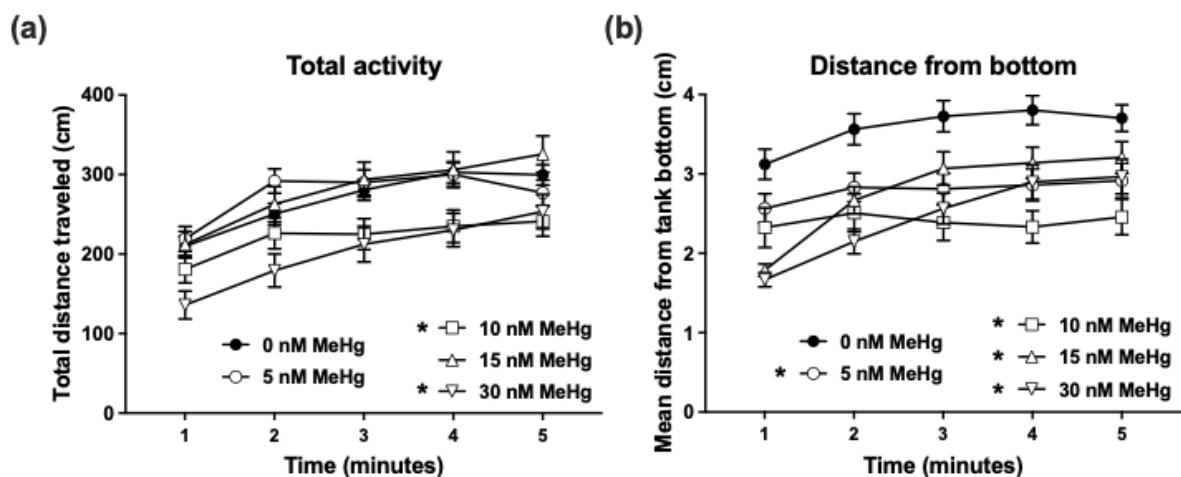 (a)
Total activity
Total distance traveled (cm)
400
300
200
100
0
0 nM MeHg
5 nM MeHg
* 10 nM MeHg
15 nM MeHg
* 30 nM MeHg
1 2 3 4 5
Time (minutes)
(b)
Distance from bottom
Mean distance from tank bottom (cm)
4
3
2
1
0
0 nM MeHg
* 5 nM MeHg
* 10 nM MeHg
* 15 nM MeHg
* 30 nM MeHg
1 2 3 4 5
Time (minutes)